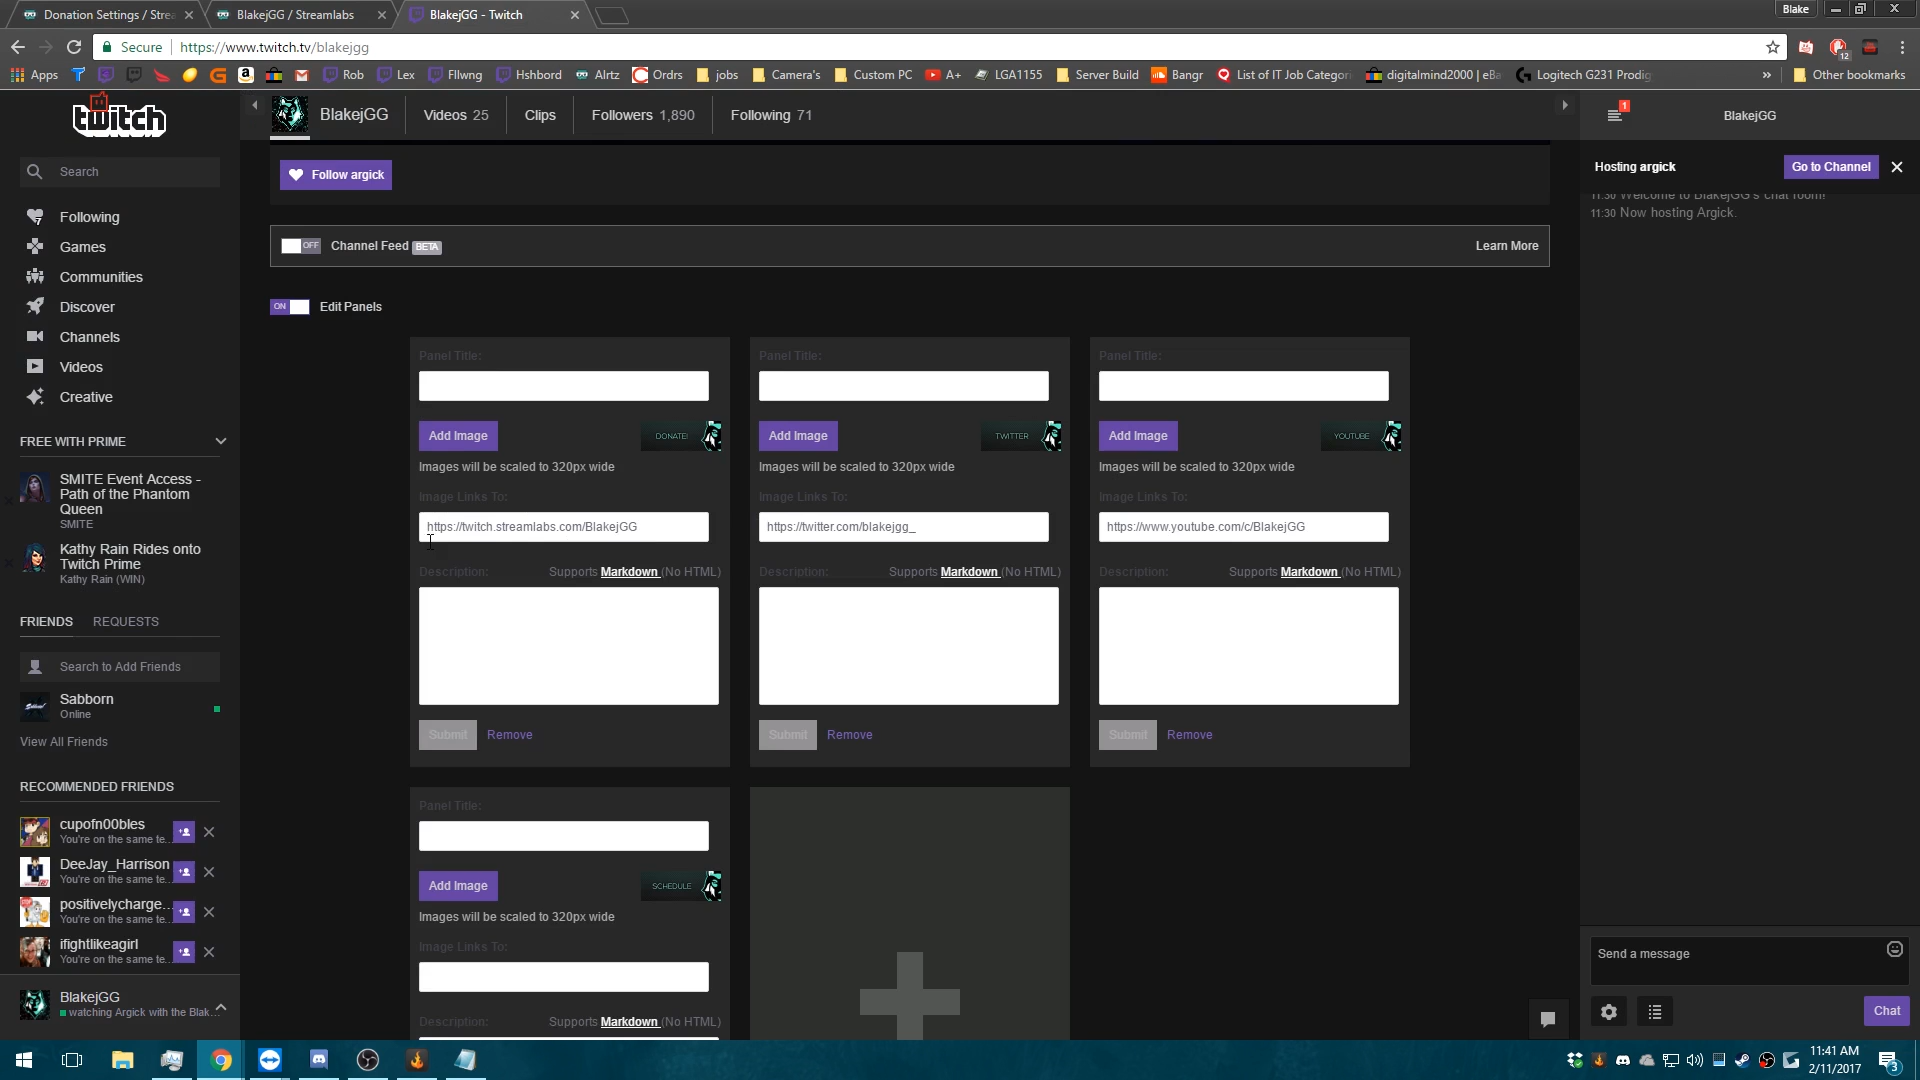 Donation Settings / Strea
BlakejGG / Streamlabs
BlakejGG - Twitch
Blake
Secure
https://www.twitch.tv/blakejgg
12
Apps
Rob
Lex
Fllwng
Hshbord
Alrtz
Ordrs
jobs
Camera's
Custom PC
A+
LGA1155
Server Build
Bangr
List of IT Job Categori
digitalmind2000 | eBa
Logitech G231 Prodig
»
Other bookmarks
twitch
BlakejGG
Videos 25
Clips
Followers 1,890
Following 71
1
BlakejGG
Search
Follow argick
Hosting argick
Go to Channel
11:30 Welcome to BlakejGG's chat room!
11:30 Now hosting Argick.
7
Following
Games
Communities
Discover
Channels
Videos
Creative
OFF
Channel Feed BETA
Learn More
ON
Edit Panels
FREE WITH PRIME
SMITE Event Access -
Path of the Phantom
Queen
SMITE
Kathy Rain Rides onto
Twitch Prime
Kathy Rain (WIN)
FRIENDS
REQUESTS
Search to Add Friends
Sabborn
Online
View All Friends
RECOMMENDED FRIENDS
cupofn00bles
You're on the same te...
DeeJay_Harrison
You're on the same te...
positivelycharge...
You're on the same te...
ifightlikeagirl
You're on the same te...
BlakejGG
watching Argick with the Blak...
Panel Title:
Add Image
DONATE!
Images will be scaled to 320px wide
Image Links To:
https://twitch.streamlabs.com/BlakejGG
Description:
Supports Markdown (No HTML)
Submit
Remove
Panel Title:
Add Image
TWITTER
Images will be scaled to 320px wide
Image Links To:
https://twitter.com/blakejgg_
Description:
Supports Markdown (No HTML)
Submit
Remove
Panel Title:
Add Image
YOUTUBE
Images will be scaled to 320px wide
Image Links To:
https://www.youtube.com/c/BlakejGG
Description:
Supports Markdown (No HTML)
Submit
Remove
Panel Title:
Add Image
SCHEDULE
Images will be scaled to 320px wide
Image Links To:
Description:
Supports Markdown (No HTML)
Send a message
Chat
11:41 AM
2/11/2017
3